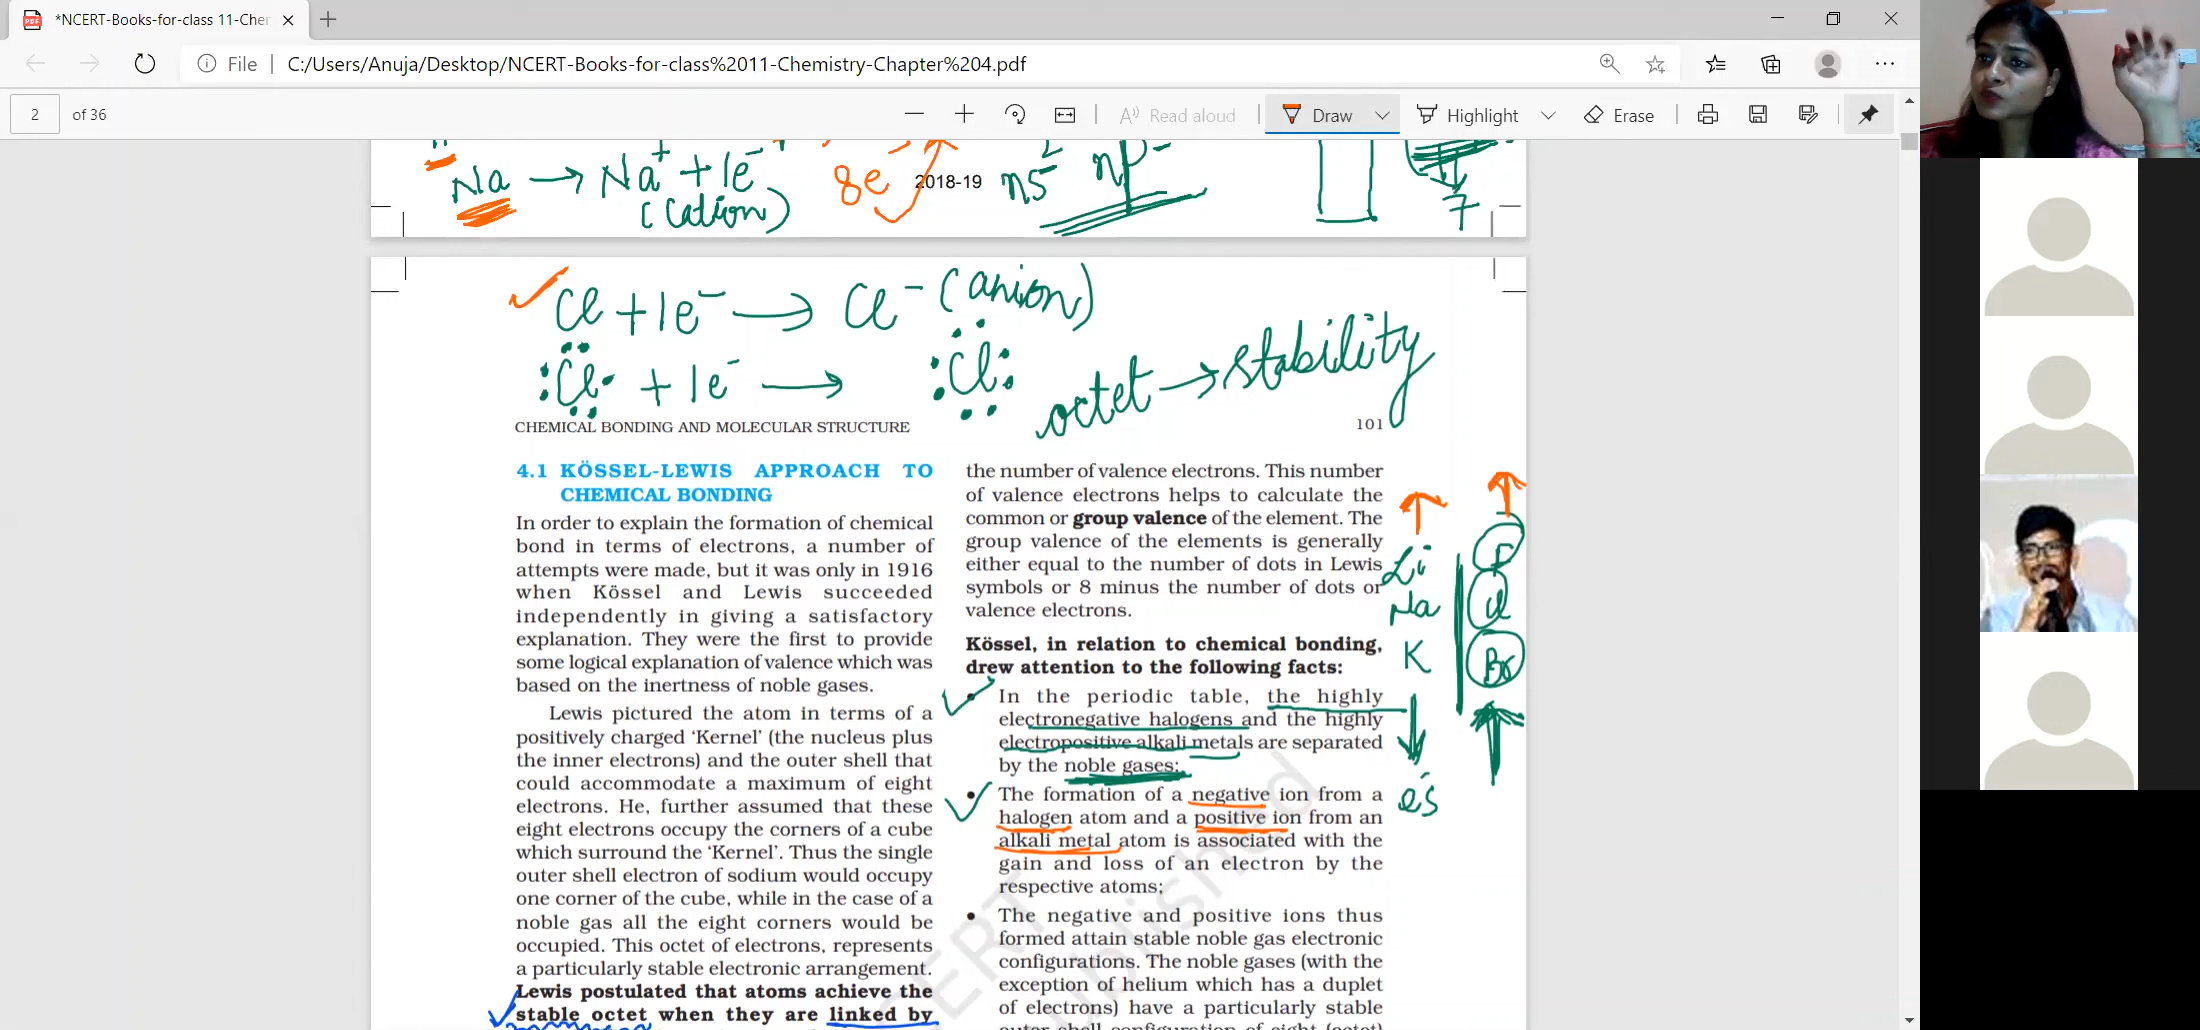 *NCERT-Books-for-class 11-Cher
File
C:/Users/Anuja/Desktop/NCERT-Books-for-class%2011-Chemistry-Chapter%204.pdf
2 of 36
Read aloud
Draw
Highlight
Erase
Na → Na⁺ + 1e⁻
(Cation)
8e⁻
2018-19
ns² np
7
Cl + 1e⁻ → Cl⁻ (anion)
Cl + 1e⁻ → Cl
octet → stability
CHEMICAL BONDING AND MOLECULAR STRUCTURE
101
4.1 KÖSSEL-LEWIS APPROACH TO
CHEMICAL BONDING
In order to explain the formation of chemical
bond in terms of electrons, a number of
attempts were made, but it was only in 1916
when Kössel and Lewis succeeded
independently in giving a satisfactory
explanation. They were the first to provide
some logical explanation of valence which was
based on the inertness of noble gases.
Lewis pictured the atom in terms of a
positively charged ‘Kernel’ (the nucleus plus
the inner electrons) and the outer shell that
could accommodate a maximum of eight
electrons. He, further assumed that these
eight electrons occupy the corners of a cube
which surround the ‘Kernel’. Thus the single
outer shell electron of sodium would occupy
one corner of the cube, while in the case of a
noble gas all the eight corners would be
occupied. This octet of electrons, represents
a particularly stable electronic arrangement.
Lewis postulated that atoms achieve the
stable octet when they are linked by
the number of valence electrons. This number
of valence electrons helps to calculate the
common or group valence of the element. The
group valence of the elements is generally
either equal to the number of dots in Lewis
symbols or 8 minus the number of dots or
valence electrons.
Kössel, in relation to chemical bonding,
drew attention to the following facts:
• In the periodic table, the highly
electronegative halogens and the highly
electropositive alkali metals are separated
by the noble gases;
• The formation of a negative ion from a
halogen atom and a positive ion from an
alkali metal atom is associated with the
gain and loss of an electron by the
respective atoms;
• The negative and positive ions thus
formed attain stable noble gas electronic
configurations. The noble gases (with the
exception of helium which has a duplet
of electrons) have a particularly stable
outer shell configuration of eight (octet)
Li
Na
K
e's
F
Cl
Br